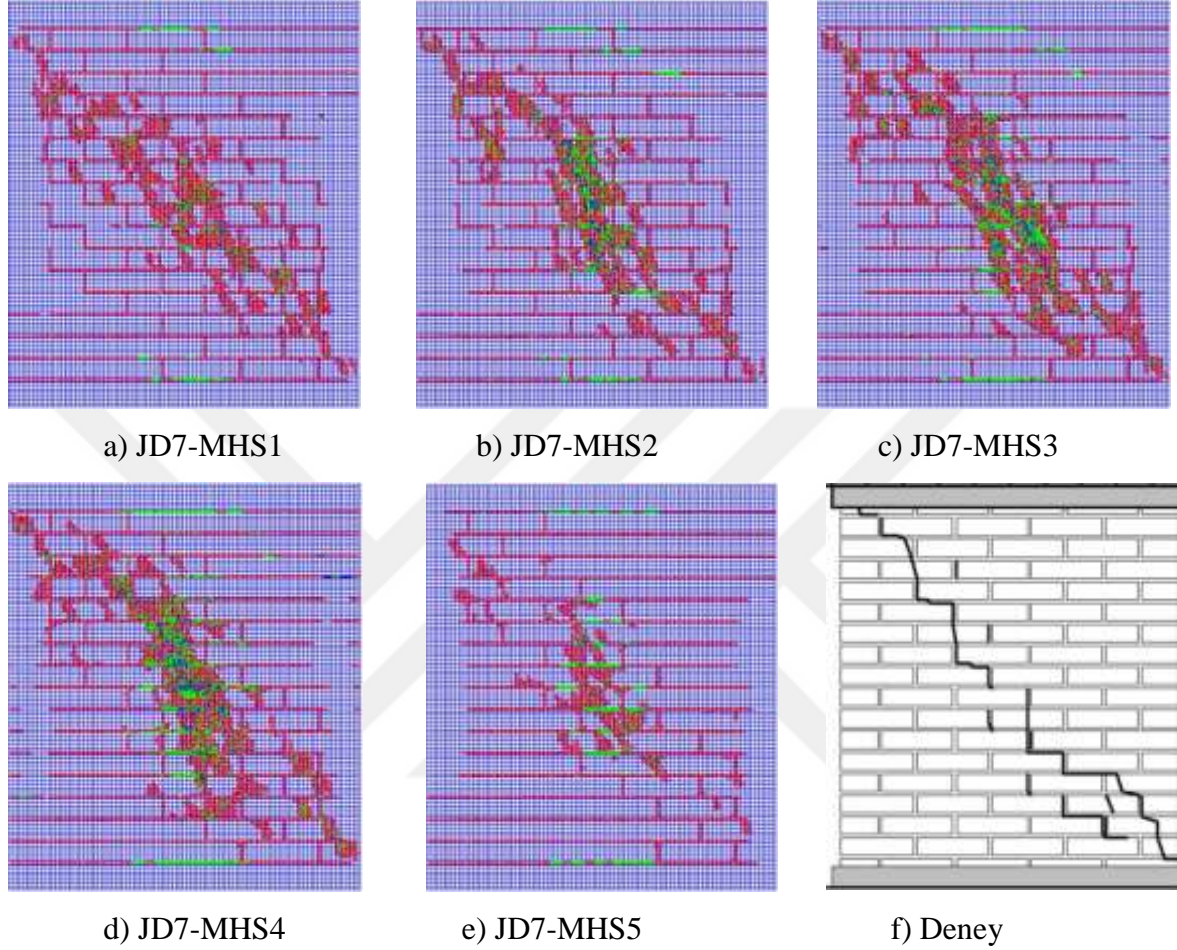 a) JD7-MHS1
b) JD7-MHS2
c) JD7-MHS3
d) JD7-MHS4
e) JD7-MHS5
f) Deney